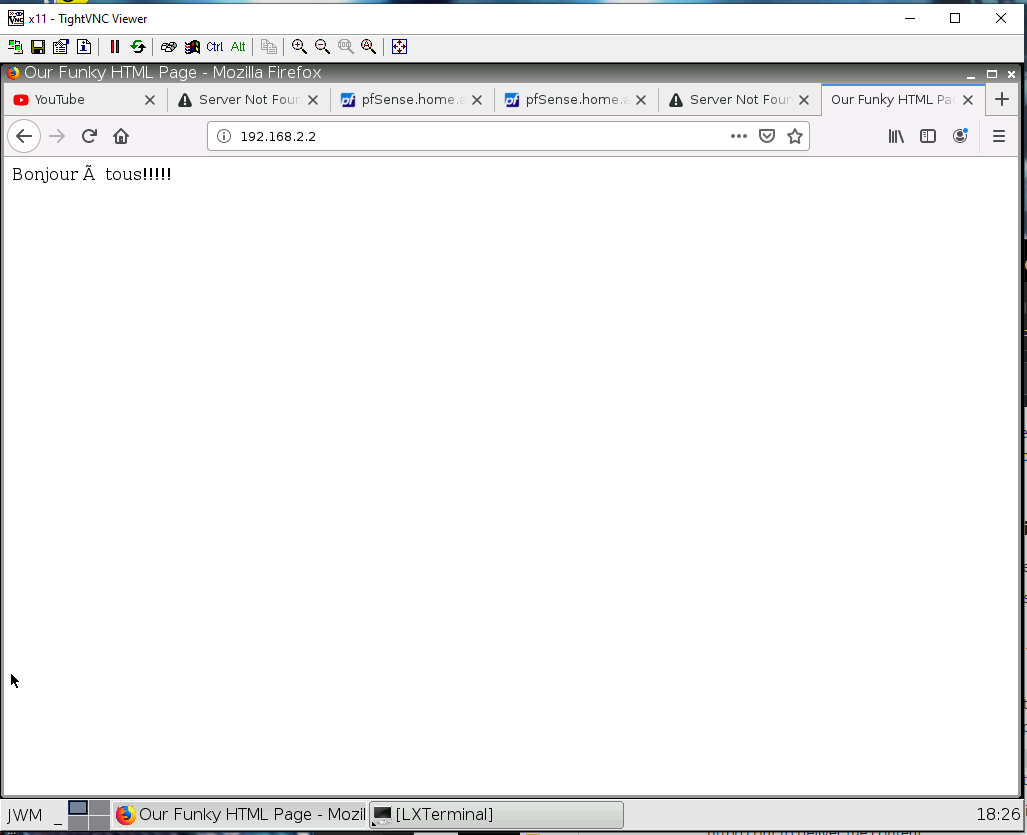 x11 - TightVNC Viewer
Ctrl Alt
Our Funky HTML Page - Mozilla Firefox
YouTube
Server Not Foun
pfSense.home.a
pfSense.home.a
Server Not Foun
Our Funky HTML Pa
192.168.2.2
Bonjour Ã  tous!!!!!
JWM _ Our Funky HTML Page - Mozil [LXTerminal] 18:26